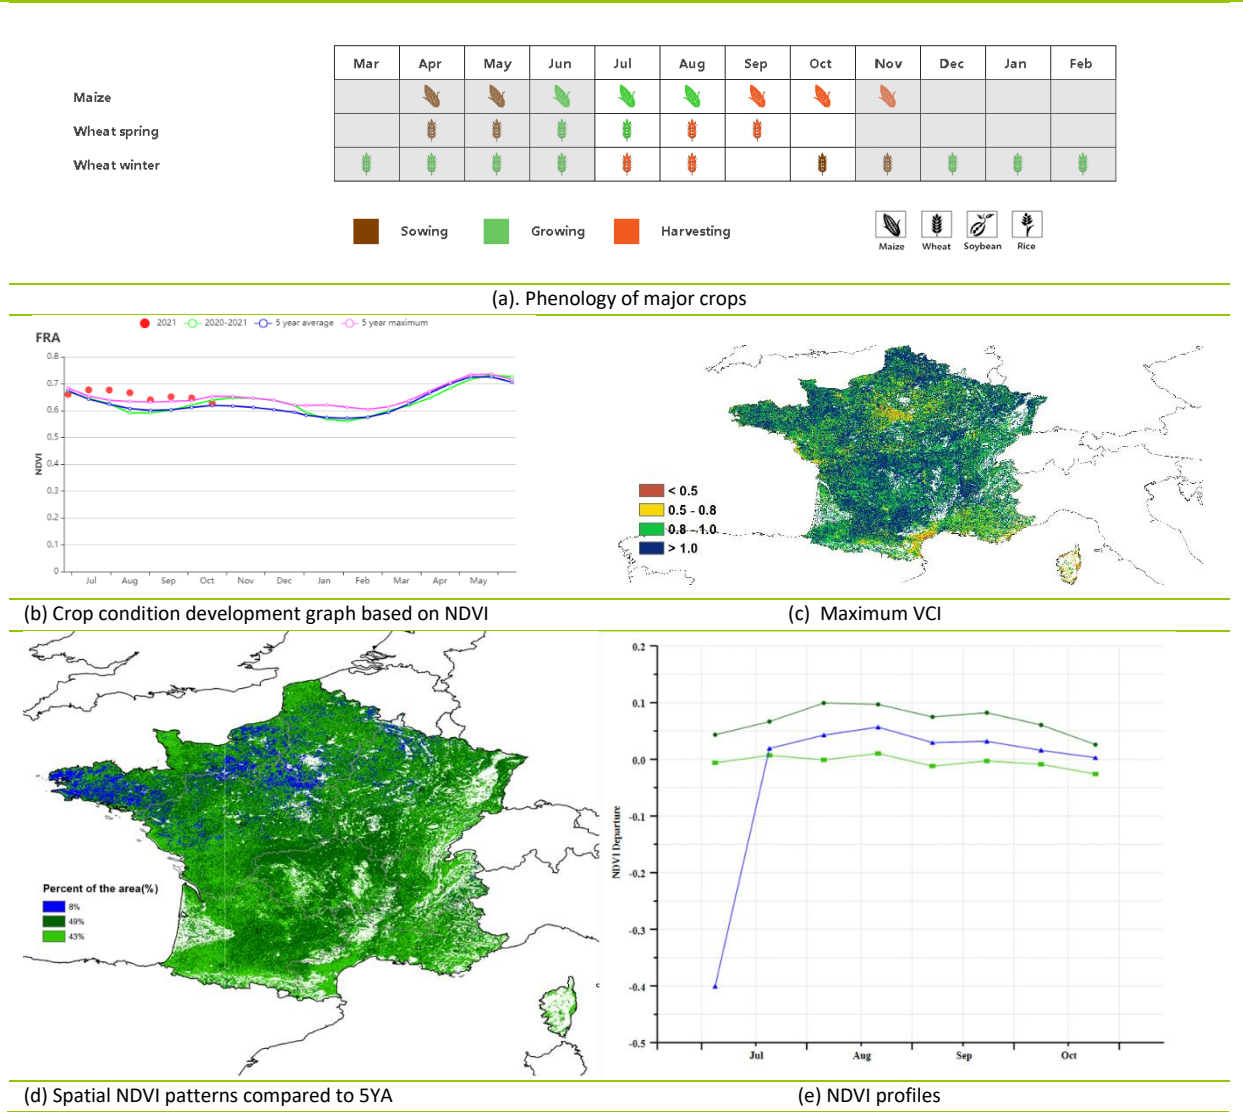 Mar Apr May Jun Jul Aug Sep Oct Nov Dec Jan Feb
Maize
Wheat spring
Wheat winter
Sowing Growing Harvesting
Maize Wheat Soybean Rice
(a). Phenology of major crops
2021 2020-2021 5 year average 5 year maximum
FRA
0.8
0.7
0.6
0.5
0.4
0.3
0.2
0.1
0
NDVI
Jul Aug Sep Oct Nov Dec Jan Feb Mar Apr May
< 0.5
0.5 - 0.8
0.8 - 1.0
> 1.0
(b) Crop condition development graph based on NDVI
(c) Maximum VCI
Percent of the area(%)
8%
49%
43%
0.2
0.1
0.0
-0.1
-0.2
-0.3
-0.4
-0.5
NDVI Departure
Jul Aug Sep Oct
(d) Spatial NDVI patterns compared to 5YA
(e) NDVI profiles